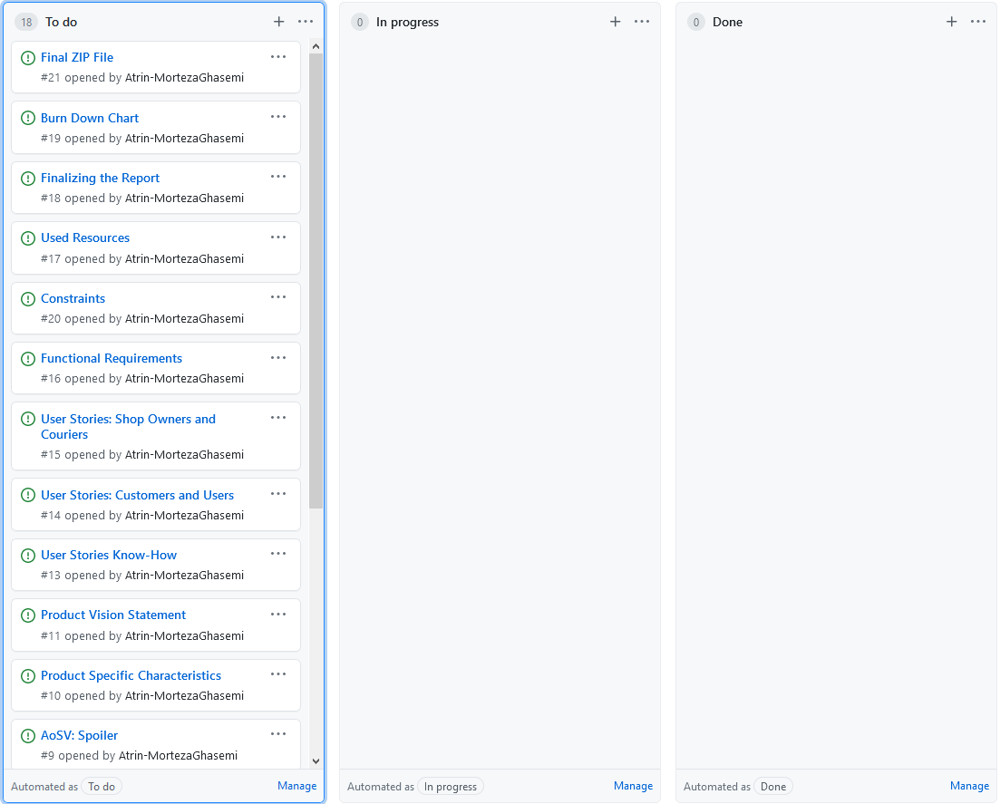 18 To do
Final ZIP File
#21 opened by Atrin-MortezaGhasemi
Burn Down Chart
#19 opened by Atrin-MortezaGhasemi
Finalizing the Report
#18 opened by Atrin-MortezaGhasemi
Used Resources
#17 opened by Atrin-MortezaGhasemi
Constraints
#20 opened by Atrin-MortezaGhasemi
Functional Requirements
#16 opened by Atrin-MortezaGhasemi
User Stories: Shop Owners and
Couriers
#15 opened by Atrin-MortezaGhasemi
User Stories: Customers and Users
#14 opened by Atrin-MortezaGhasemi
User Stories Know-How
#13 opened by Atrin-MortezaGhasemi
Product Vision Statement
#11 opened by Atrin-MortezaGhasemi
Product Specific Characteristics
#10 opened by Atrin-MortezaGhasemi
AoSV: Spoiler
#9 opened by Atrin-MortezaGhasemi
Automated as To do Manage
0 In progress
Automated as In progress Manage
0 Done
Automated as Done Manage